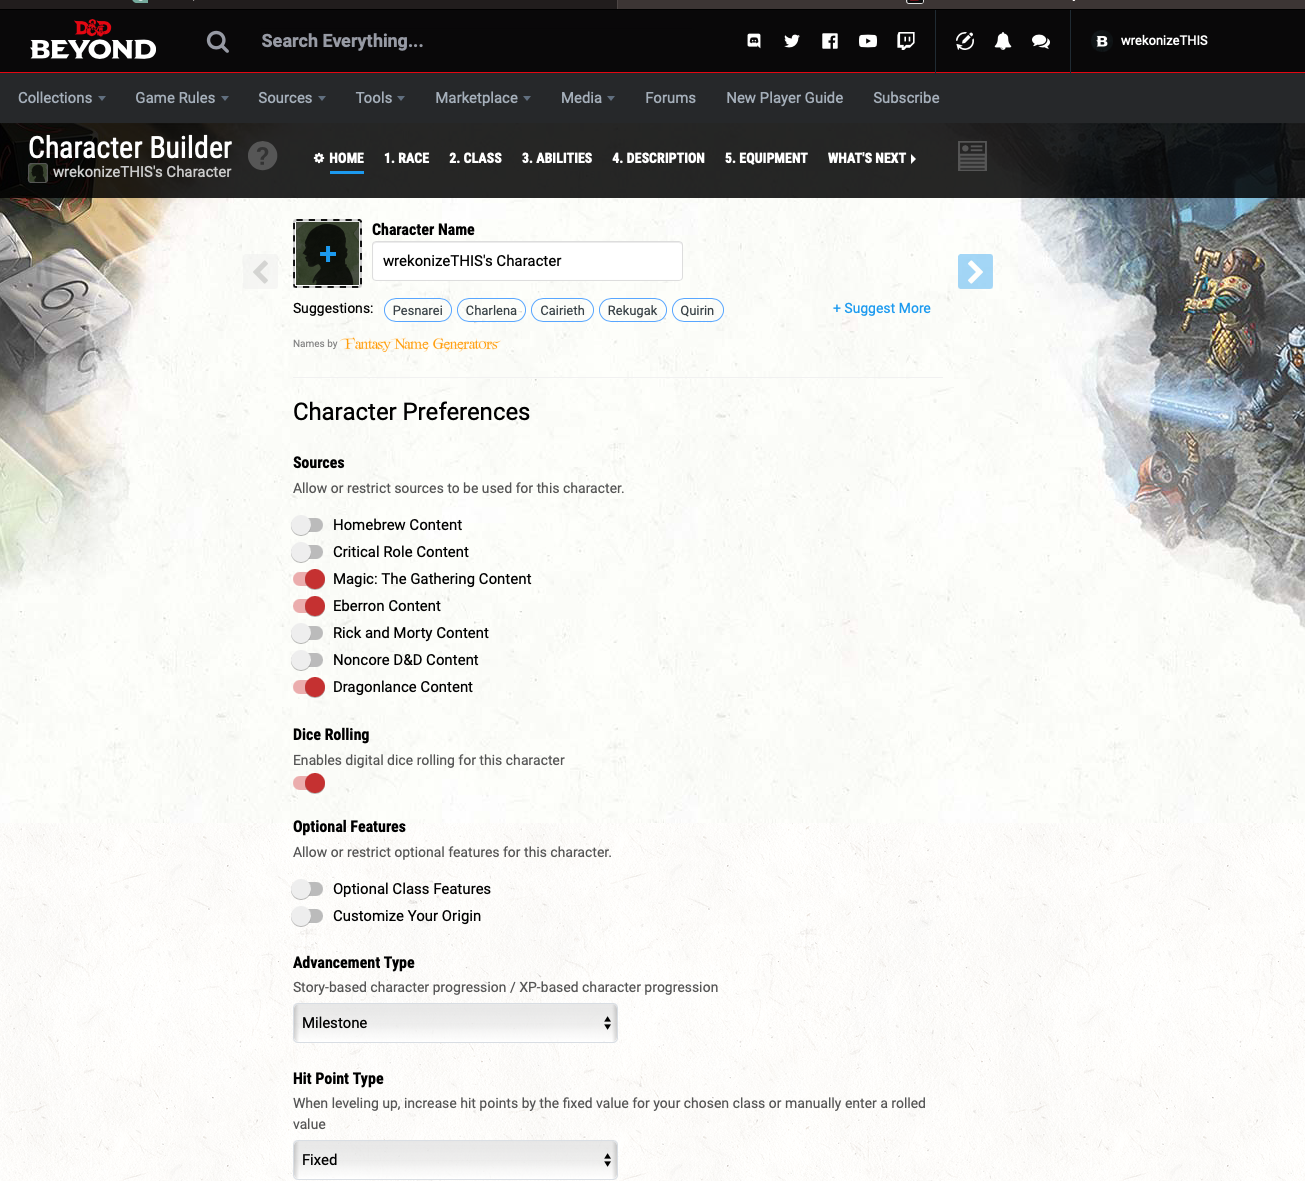 D&D
BEYOND
Search Everything...
B wrekonizeTHIS
Collections Game Rules Sources Tools Marketplace Media Forums New Player Guide Subscribe
Character Builder
wrekonizeTHIS's Character
?
HOME 1. RACE 2. CLASS 3. ABILITIES 4. DESCRIPTION 5. EQUIPMENT WHAT'S NEXT
Character Name
wrekonizeTHIS's Character
Suggestions: Pesnarei Charlena Cairieth Rekugak Quirin + Suggest More
Names by Fantasy Name Generators
Character Preferences
Sources
Allow or restrict sources to be used for this character.
Homebrew Content
Critical Role Content
Magic: The Gathering Content
Eberron Content
Rick and Morty Content
Noncore D&D Content
Dragonlance Content
Dice Rolling
Enables digital dice rolling for this character
Optional Features
Allow or restrict optional features for this character.
Optional Class Features
Customize Your Origin
Advancement Type
Story-based character progression / XP-based character progression
Milestone
Hit Point Type
When leveling up, increase hit points by the fixed value for your chosen class or manually enter a rolled
value
Fixed